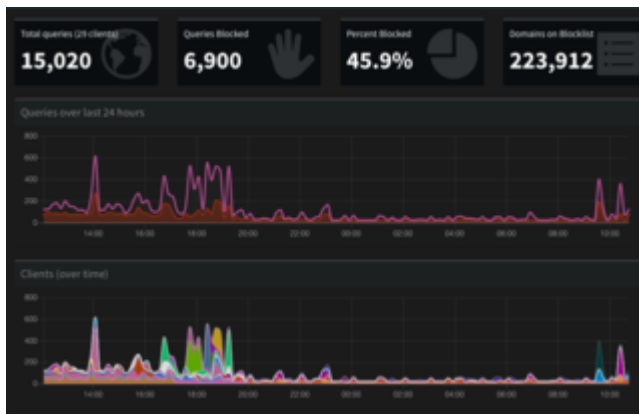 Total queries (29 clients)
15,020
Queries Blocked
6,900
Percent Blocked
45.9%
Domains on Blocklist
223,912
Queries over last 24 hours
800
600
400
200
0
14:00 16:00 18:00 20:00 22:00 00:00 02:00 04:00 06:00 08:00 10:00
Clients (over time)
800
600
400
200
0
14:00 16:00 18:00 20:00 22:00 00:00 02:00 04:00 06:00 08:00 10:00